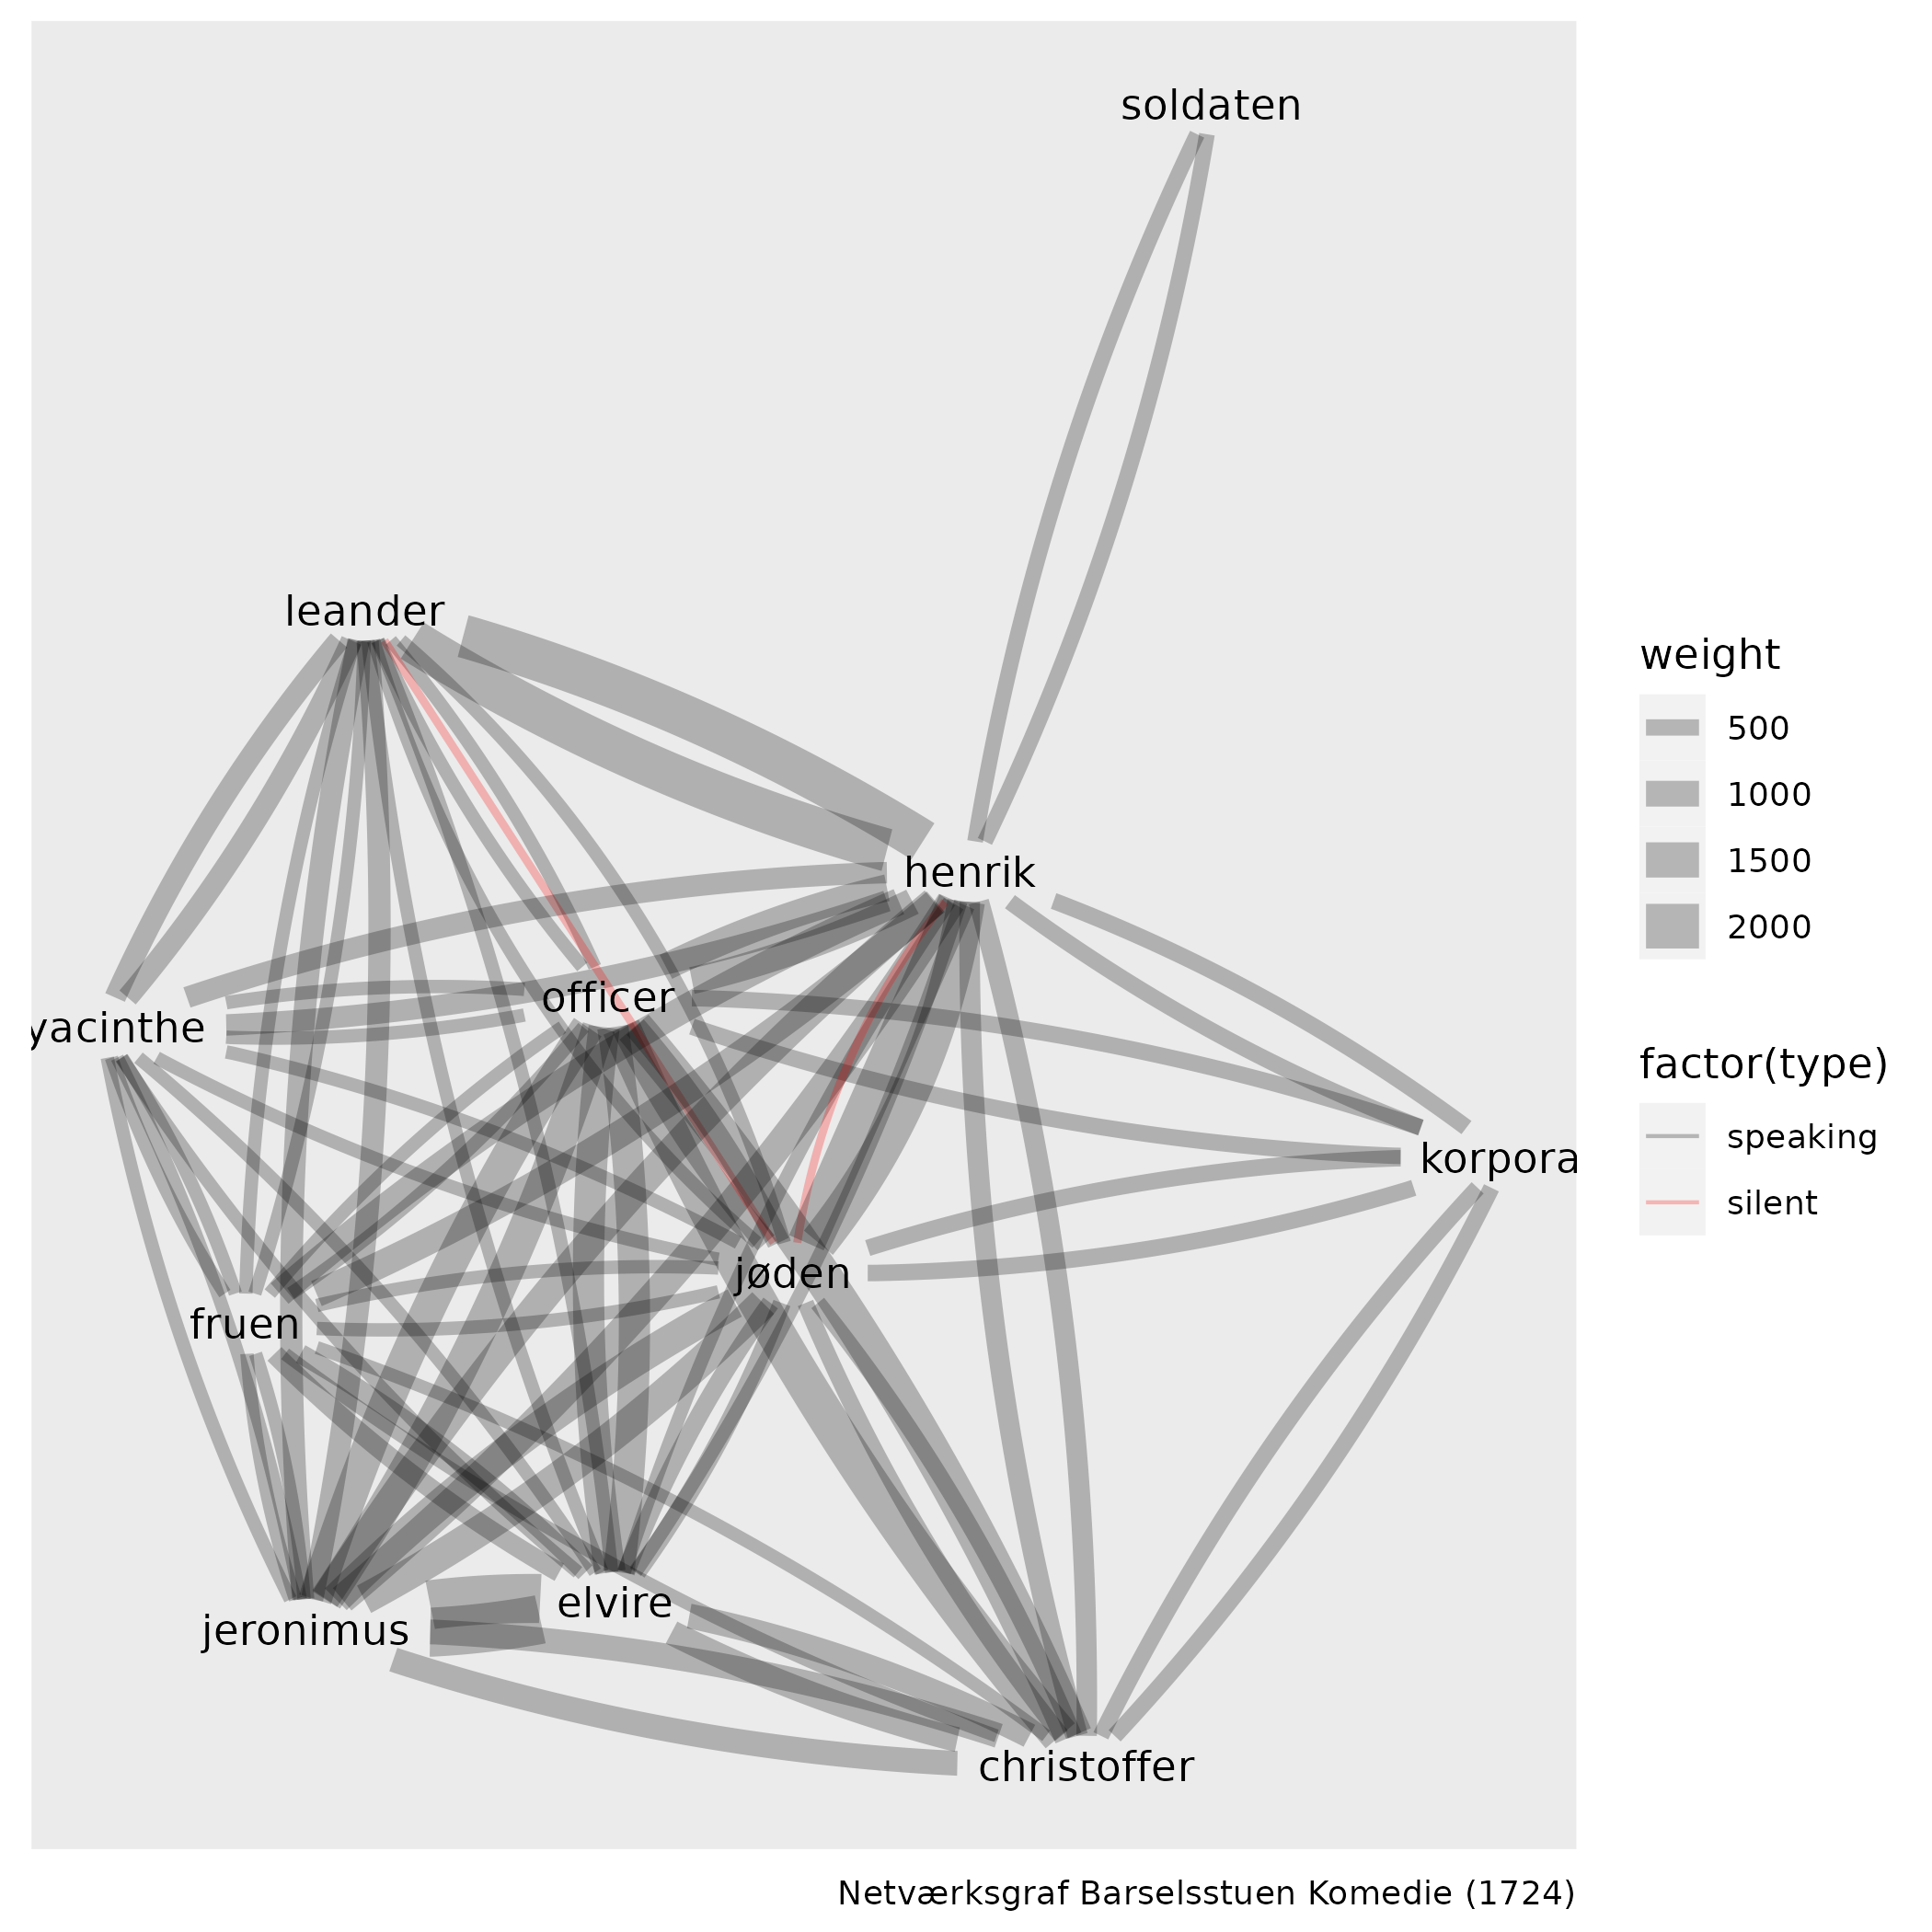 soldaten
leander
henrik
officer
yacinthe
korpora
jøden
fruen
elvire
jeronimus
christoffer
weight
500
1000
1500
2000
factor(type)
speaking
silent
Netværksgraf Barselsstuen Komedie (1724)